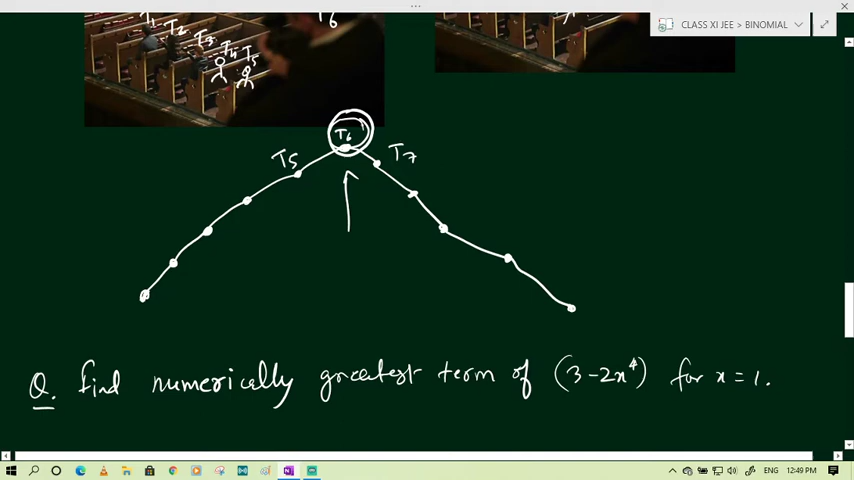 CLASS XI JEE > BINOMIAL
T6
T1 T2 T3 T4 T5
T6
T5
T7
Q. find numerically greatest term of (3-2x⁴) for x = 1.
ENG 12:49 PM